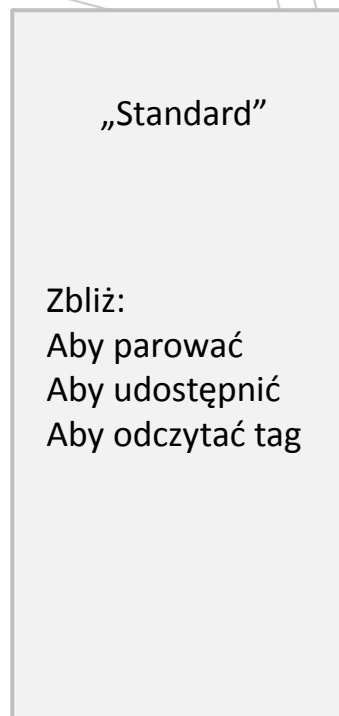 „Standard”
Zbliż:
Aby parować
Aby udostępnić
Aby odczytać tag